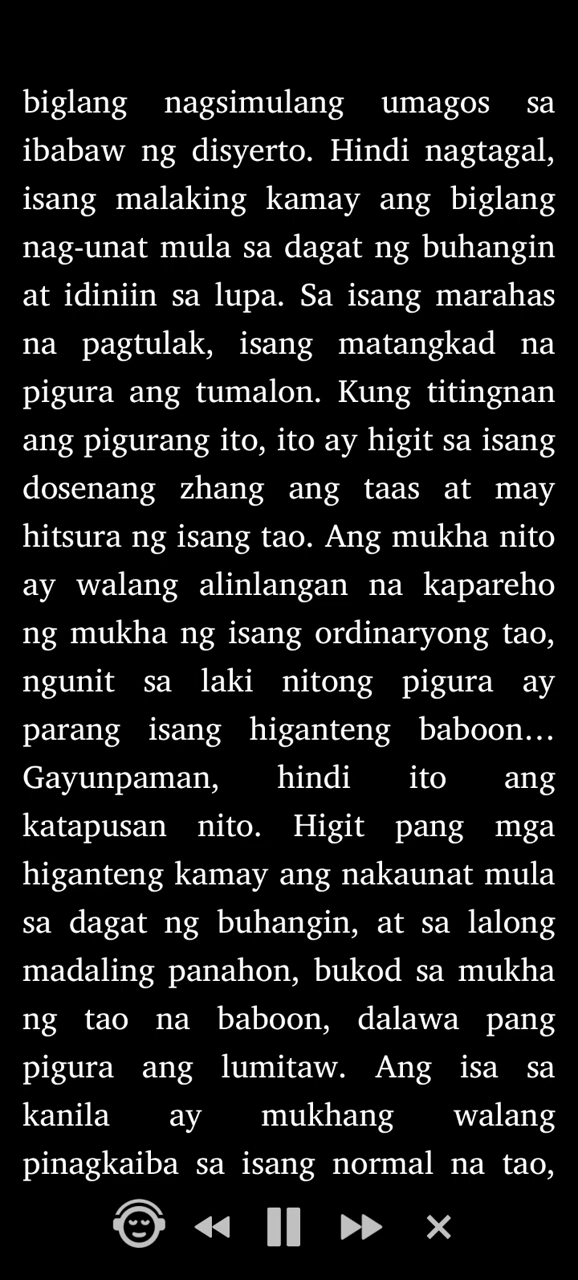 biglang nagsimulang umagos sa
ibabaw ng disyerto. Hindi nagtagal,
isang malaking kamay ang biglang
nag-unat mula sa dagat ng buhangin
at idiniin sa lupa. Sa isang marahas
na pagtulak, isang matangkad na
pigura ang tumalon. Kung titingnan
ang pigurang ito, ito ay higit sa isang
dosenang zhang ang taas at may
hitsura ng isang tao. Ang mukha nito
ay walang alinlangan na kapareho
ng mukha ng isang ordinaryong tao,
ngunit sa laki nitong pigura ay
parang isang higanteng baboon...
Gayunpaman, hindi ito ang
katapusan nito. Higit pang mga
higanteng kamay ang nakaunat mula
sa dagat ng buhangin, at sa lalong
madaling panahon, bukod sa mukha
ng tao na baboon, dalawa pang
pigura ang lumitaw. Ang isa sa
kanila ay mukhang walang
pinagkaiba sa isang normal na tao,